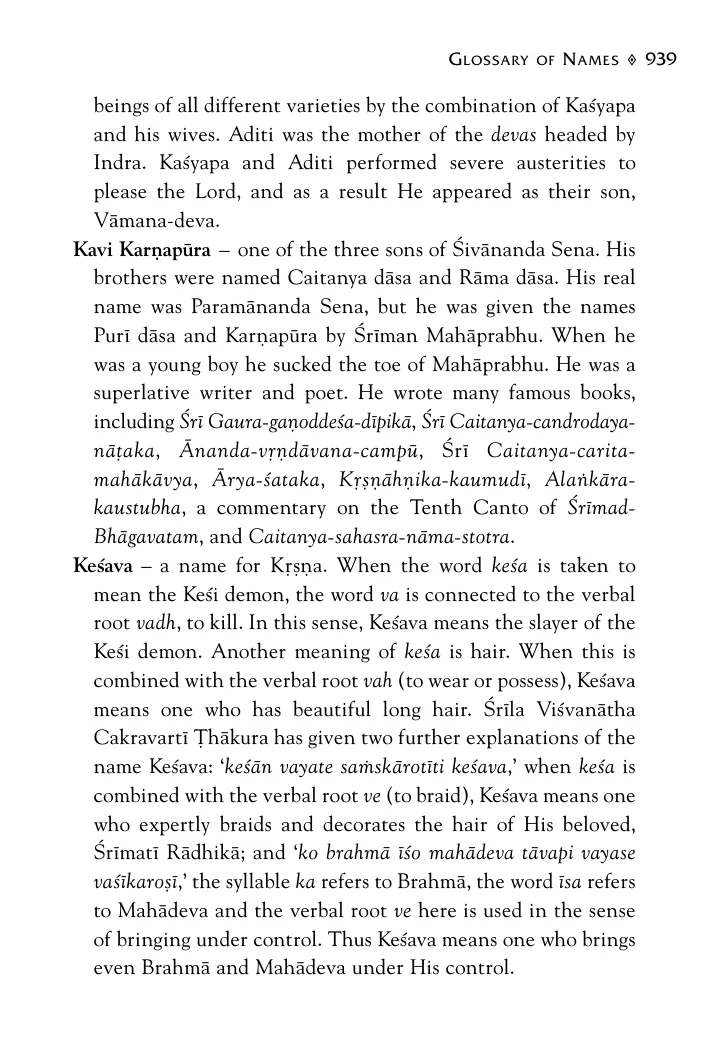 Glossary of Names ◊ 939
beings of all different varieties by the combination of Kaśyapa
and his wives. Aditi was the mother of the devas headed by
Indra. Kaśyapa and Aditi performed severe austerities to
please the Lord, and as a result He appeared as their son,
Vāmana-deva.
Kavi Karṇapūra – one of the three sons of Śivānanda Sena. His
brothers were named Caitanya dāsa and Rāma dāsa. His real
name was Paramānanda Sena, but he was given the names
Purī dāsa and Karṇapūra by Śrīman Mahāprabhu. When he
was a young boy he sucked the toe of Mahāprabhu. He was a
superlative writer and poet. He wrote many famous books,
including Śrī Gaura-gaṇoddeśa-dīpikā, Śrī Caitanya-candrodaya-
nāṭaka, Ānanda-vṛndāvana-campū, Śrī Caitanya-carita-
mahākāvya, Ārya-śataka, Kṛṣṇāhṇika-kaumudī, Alaṅkāra-
kaustubha, a commentary on the Tenth Canto of Śrīmad-
Bhāgavatam, and Caitanya-sahasra-nāma-stotra.
Keśava – a name for Kṛṣṇa. When the word keśa is taken to
mean the Keśi demon, the word va is connected to the verbal
root vadh, to kill. In this sense, Keśava means the slayer of the
Keśi demon. Another meaning of keśa is hair. When this is
combined with the verbal root vah (to wear or possess), Keśava
means one who has beautiful long hair. Śrīla Viśvanātha
Cakravartī Ṭhākura has given two further explanations of the
name Keśava: ‘keśān vayate saṁskārotīti keśava,’ when keśa is
combined with the verbal root ve (to braid), Keśava means one
who expertly braids and decorates the hair of His beloved,
Śrīmatī Rādhikā; and ‘ko brahmā īśo mahādeva tāvapi vayase
vaśīkaroṣī,’ the syllable ka refers to Brahmā, the word īsa refers
to Mahādeva and the verbal root ve here is used in the sense
of bringing under control. Thus Keśava means one who brings
even Brahmā and Mahādeva under His control.